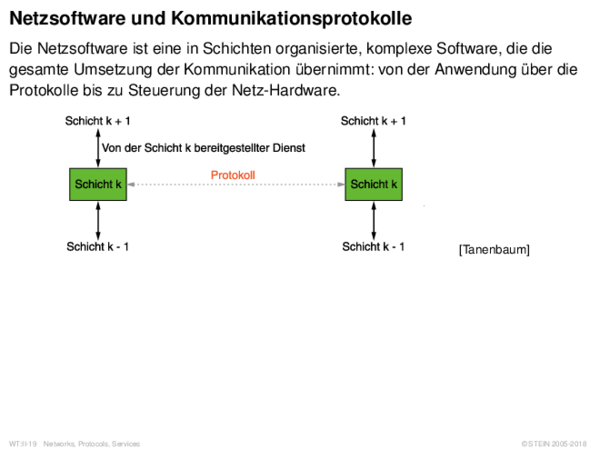 Netzsoftware und Kommunikationsprotokolle
Die Netzsoftware ist eine in Schichten organisierte, komplexe Software, die die
gesamte Umsetzung der Kommunikation übernimmt: von der Anwendung über die
Protokolle bis zu Steuerung der Netz-Hardware.
Schicht k + 1
Schicht k + 1
Von der Schicht k bereitgestellter Dienst
Protokoll
Schicht k
Schicht k
Schicht k - 1
Schicht k - 1
[Tanenbaum]
WT:II-19 Networks, Protocols, Services
© STEIN 2005-2018